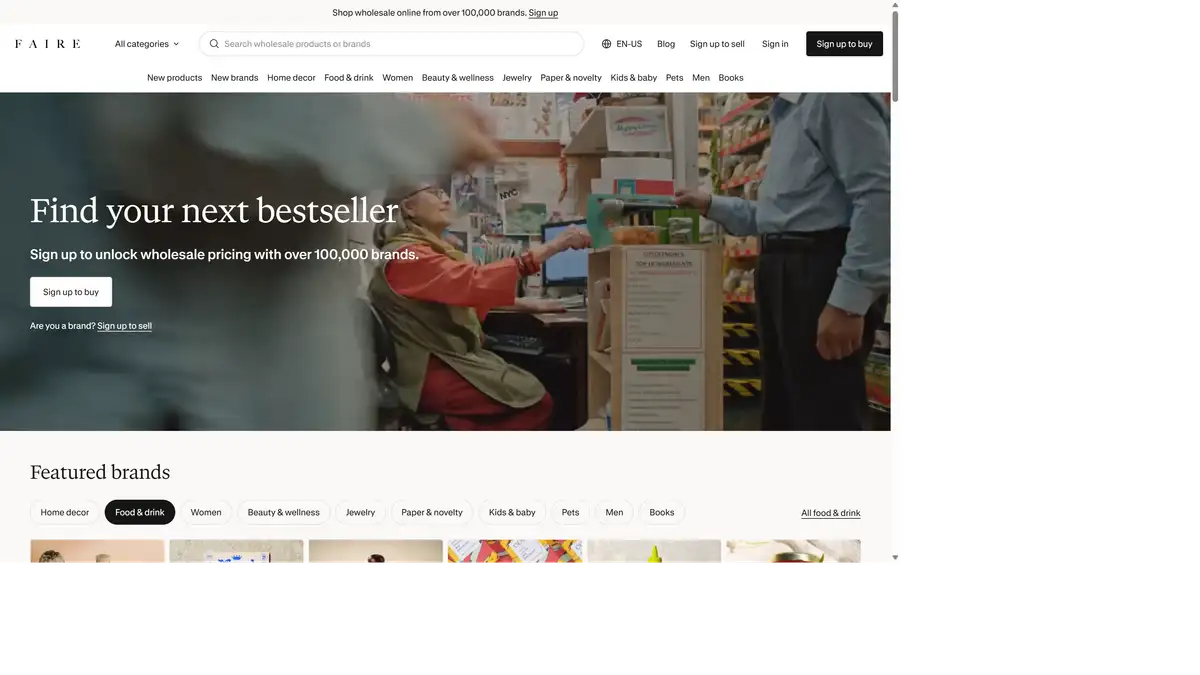 Shop wholesale online from over 100,000 brands. Sign up
FAIRE
All categories
Search wholesale products or brands
EN-US
Blog
Sign up to sell
Sign in
Sign up to buy
New products
New brands
Home decor
Food & drink
Women
Beauty & wellness
Jewelry
Paper & novelty
Kids & baby
Pets
Men
Books
NYC
Find your next bestseller
Sign up to unlock wholesale pricing with over 100,000 brands.
Sign up to buy
Are you a brand? Sign up to sell
Featured brands
Home decor
Food & drink
Women
Beauty & wellness
Jewelry
Paper & novelty
Kids & baby
Pets
Men
Books
All food & drink